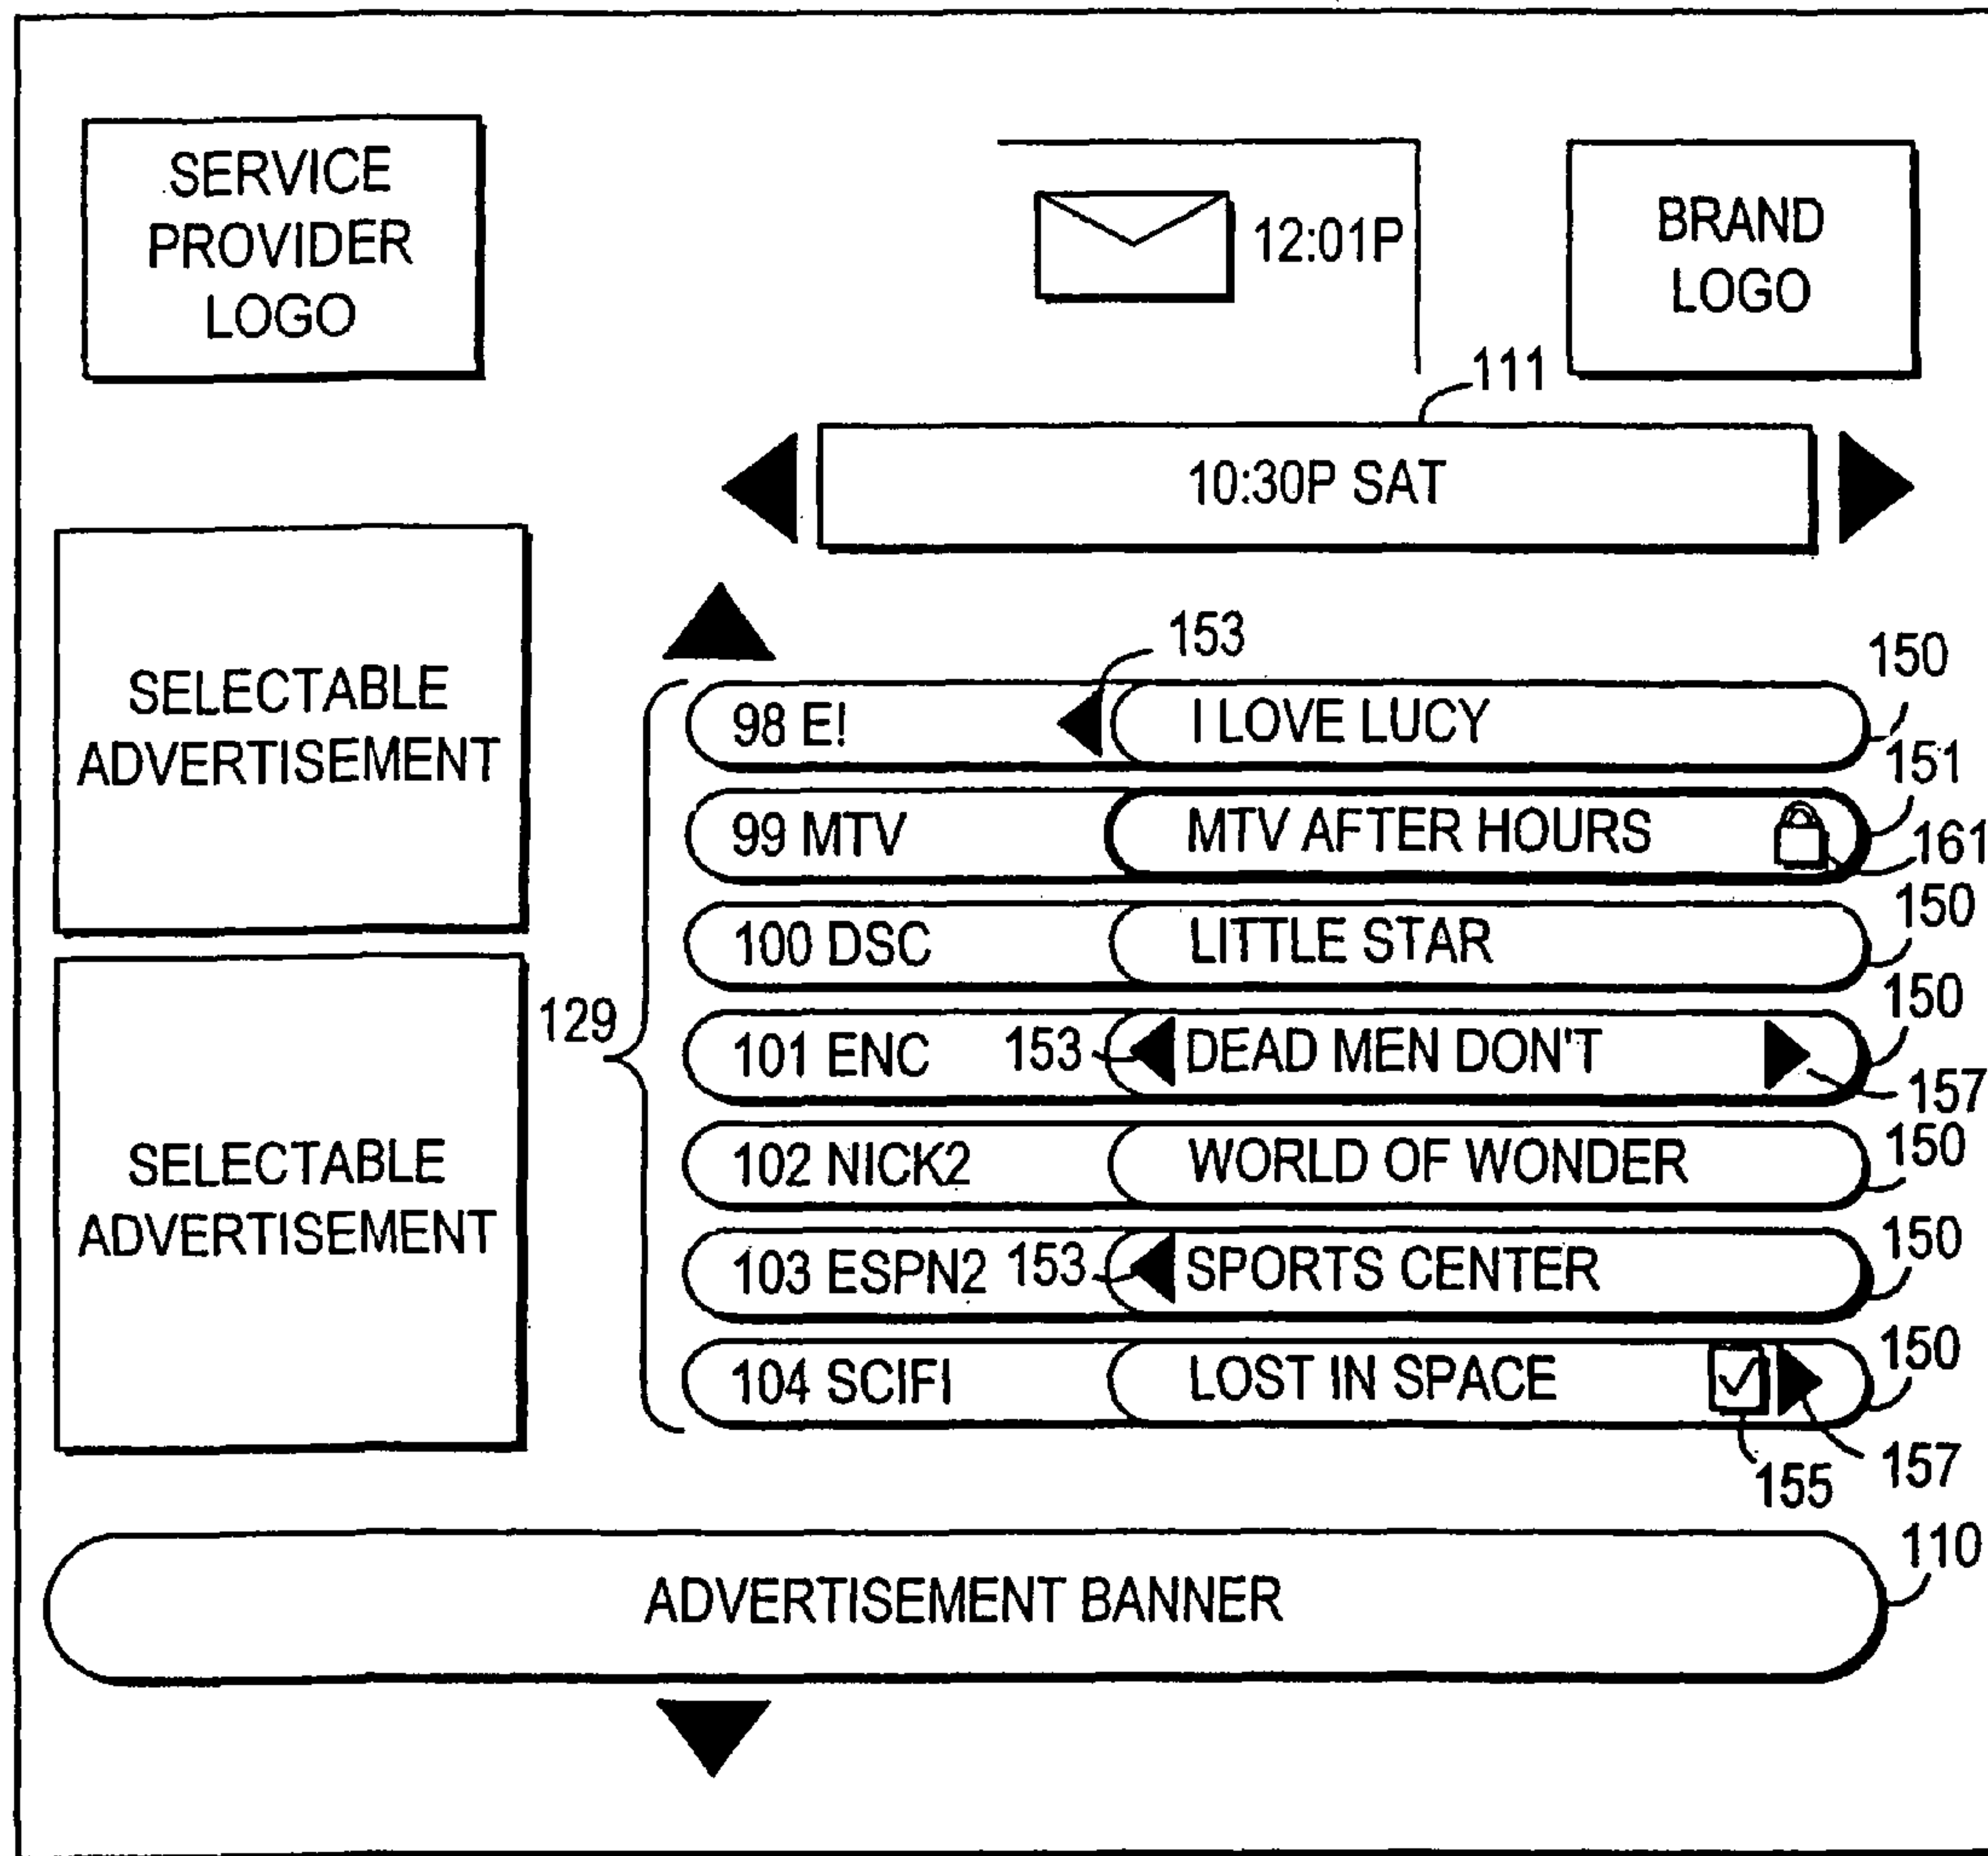 SERVICE
PROVIDER
LOGO
12:01P
BRAND
LOGO
111
10:30P SAT
SELECTABLE
ADVERTISEMENT
SELECTABLE
ADVERTISEMENT
129
153
150
98 E! I LOVE LUCY
151
99 MTV MTV AFTER HOURS
161
150
100 DSC LITTLE STAR
150
101 ENC 153 DEAD MEN DON'T
157
150
102 NICK2 WORLD OF WONDER
150
103 ESPN2 153 SPORTS CENTER
150
104 SCIFI LOST IN SPACE
157
155
110
ADVERTISEMENT BANNER